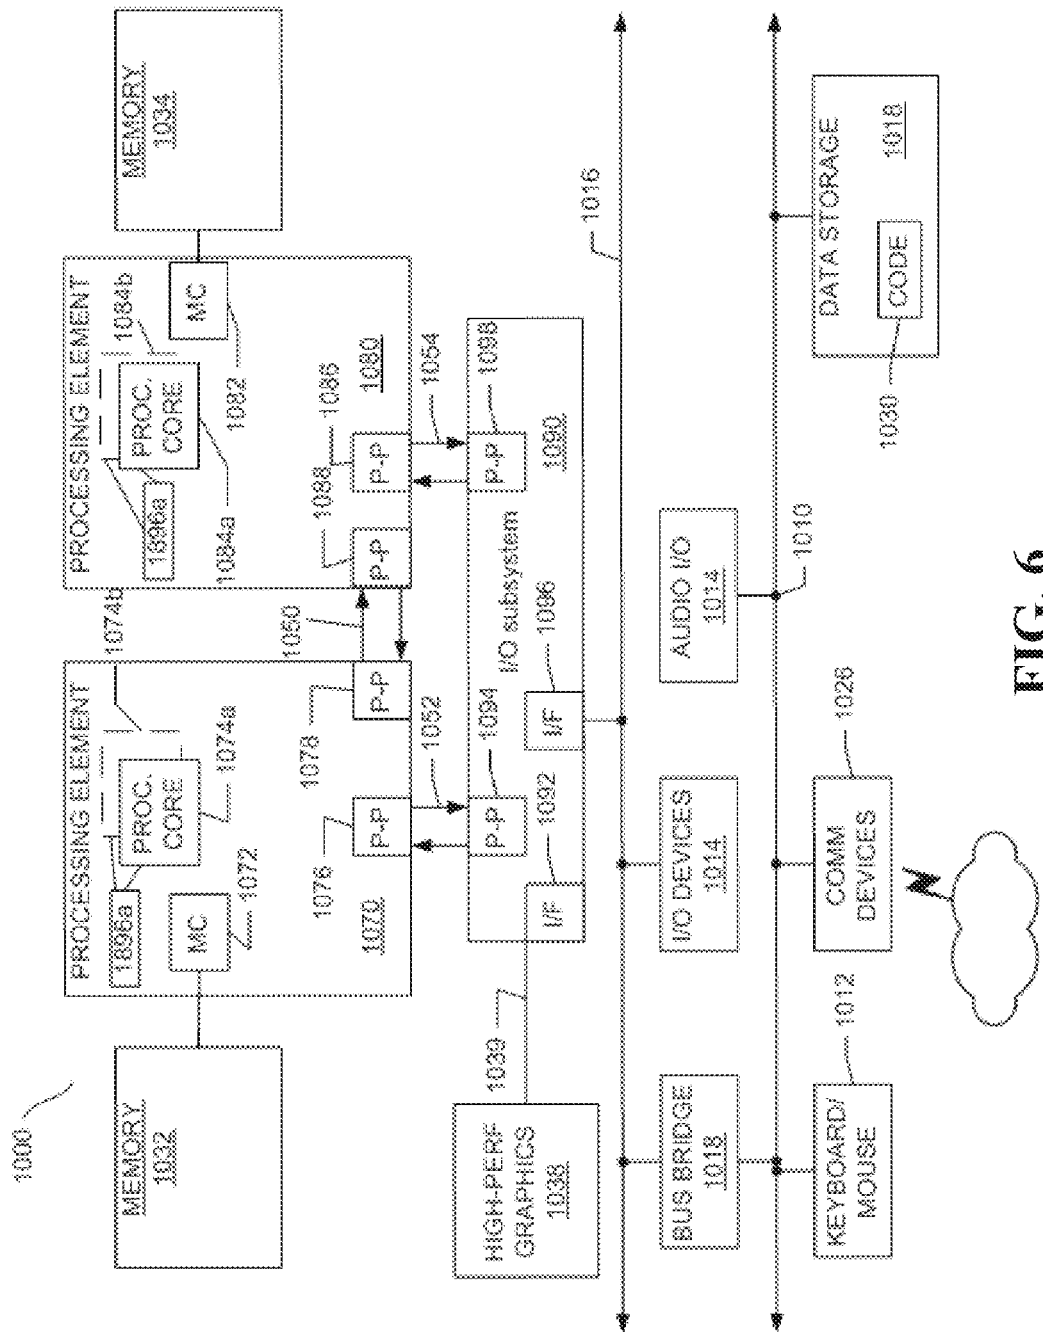 1000
MEMORY
1032
PROCESSING ELEMENT
1896a
PROC.
CORE
MC
1072
1074a
1074b
1076
1078
P-P
P-P
1070
1050
PROCESSING ELEMENT
1896a
PROC.
CORE
1084b
MC
1084a
1082
1088
1086
P-P
P-P
1080
MEMORY
1034
1052
1054
HIGH-PERF
GRAPHICS
1038
1039
P-P
1094
I/O subsystem
P-P
1098
1090
I/F
1092
I/F
1096
1016
BUS BRIDGE
1018
I/O DEVICES
1014
AUDIO I/O
1014
1010
KEYBOARD/
MOUSE
1012
COMM
DEVICES
1026
DATA STORAGE
1018
CODE
1030
FIG. 6